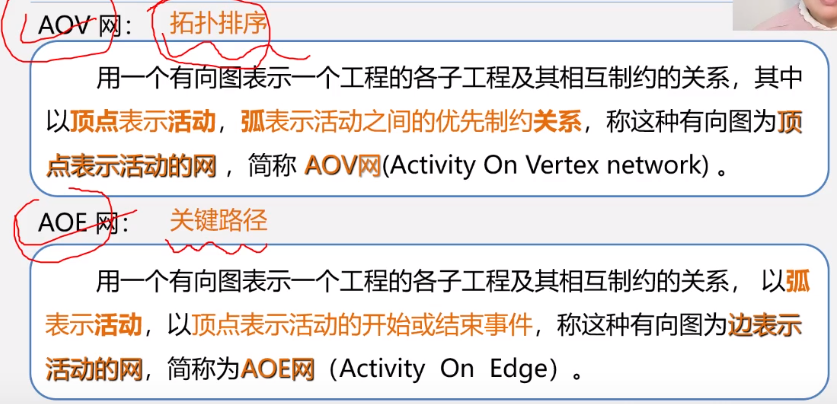 AOV 网： 拓扑排序
用一个有向图表示一个工程的各子工程及其相互制约的关系，其中
以顶点表示活动，弧表示活动之间的优先制约关系，称这种有向图为顶
点表示活动的网 ，简称 AOV网(Activity On Vertex network) 。
AOE 网： 关键路径
用一个有向图表示一个工程的各子工程及其相互制约的关系， 以弧
表示活动，以顶点表示活动的开始或结束事件，称这种有向图为边表示
活动的网，简称为AOE网（Activity On Edge）。